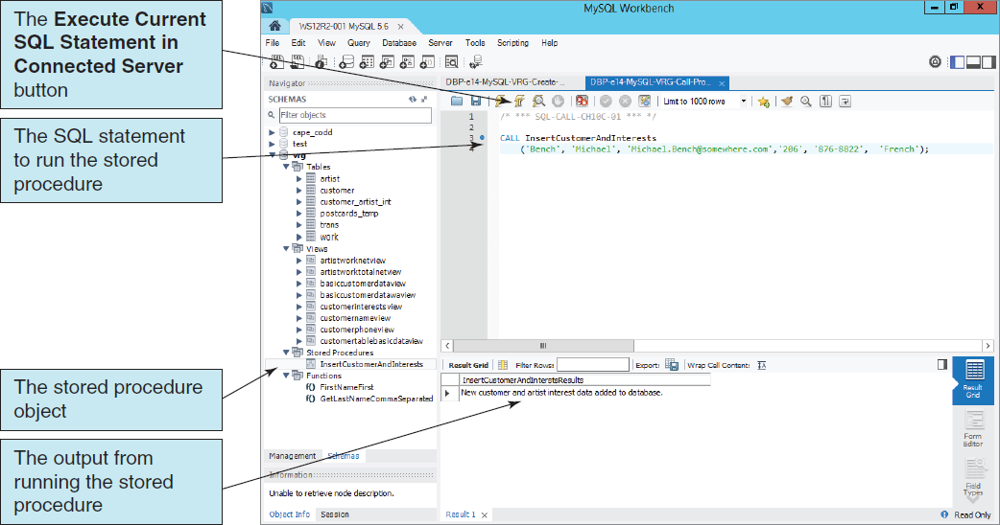 The Execute Current
SQL Statement in
Connected Server
button
The SQL statement
to run the stored
procedure
The stored procedure
object
The output from
running the stored
procedure
MySQL Workbench
WS12R2-001 MySQL 5.6
File Edit View Query Database Server Tools Scripting Help
Navigator
SCHEMAS
Filter objects
cape_codd
test
vrg
Tables
artist
customer
customer_artist_int
postcards_temp
trans
work
Views
artistworknetview
artistworktotalnetview
basiccustomerdataview
basiccustomerdatawaview
customerinterestsview
customernameview
customerphoneview
customertablebasicdataview
Stored Procedures
InsertCustomerAndInterests
Functions
f() FirstNameFirst
f() GetLastNameCommaSeparated
Management Schemas
Information
Unable to retrieve node description.
Object Info Session
DBP-e14-MySQL-VRG-Create-... DBP-e14-MySQL-VRG-Call-Pro...
Limit to 1000 rows
1 /* *** SQL-CALL-CH10C-01 *** */
2
3 CALL InsertCustomerAndInterests
4 ('Bench', 'Michael', 'Michael.Bench@somewhere.com','206', '876-8822', 'French');
Result Grid Filter Rows: Export: Wrap Cell Content:
InsertCustomerAndInterstsResults
New customer and artist interest data added to database.
Result
Grid
Form
Editor
Field
Types
Result 1
Read Only